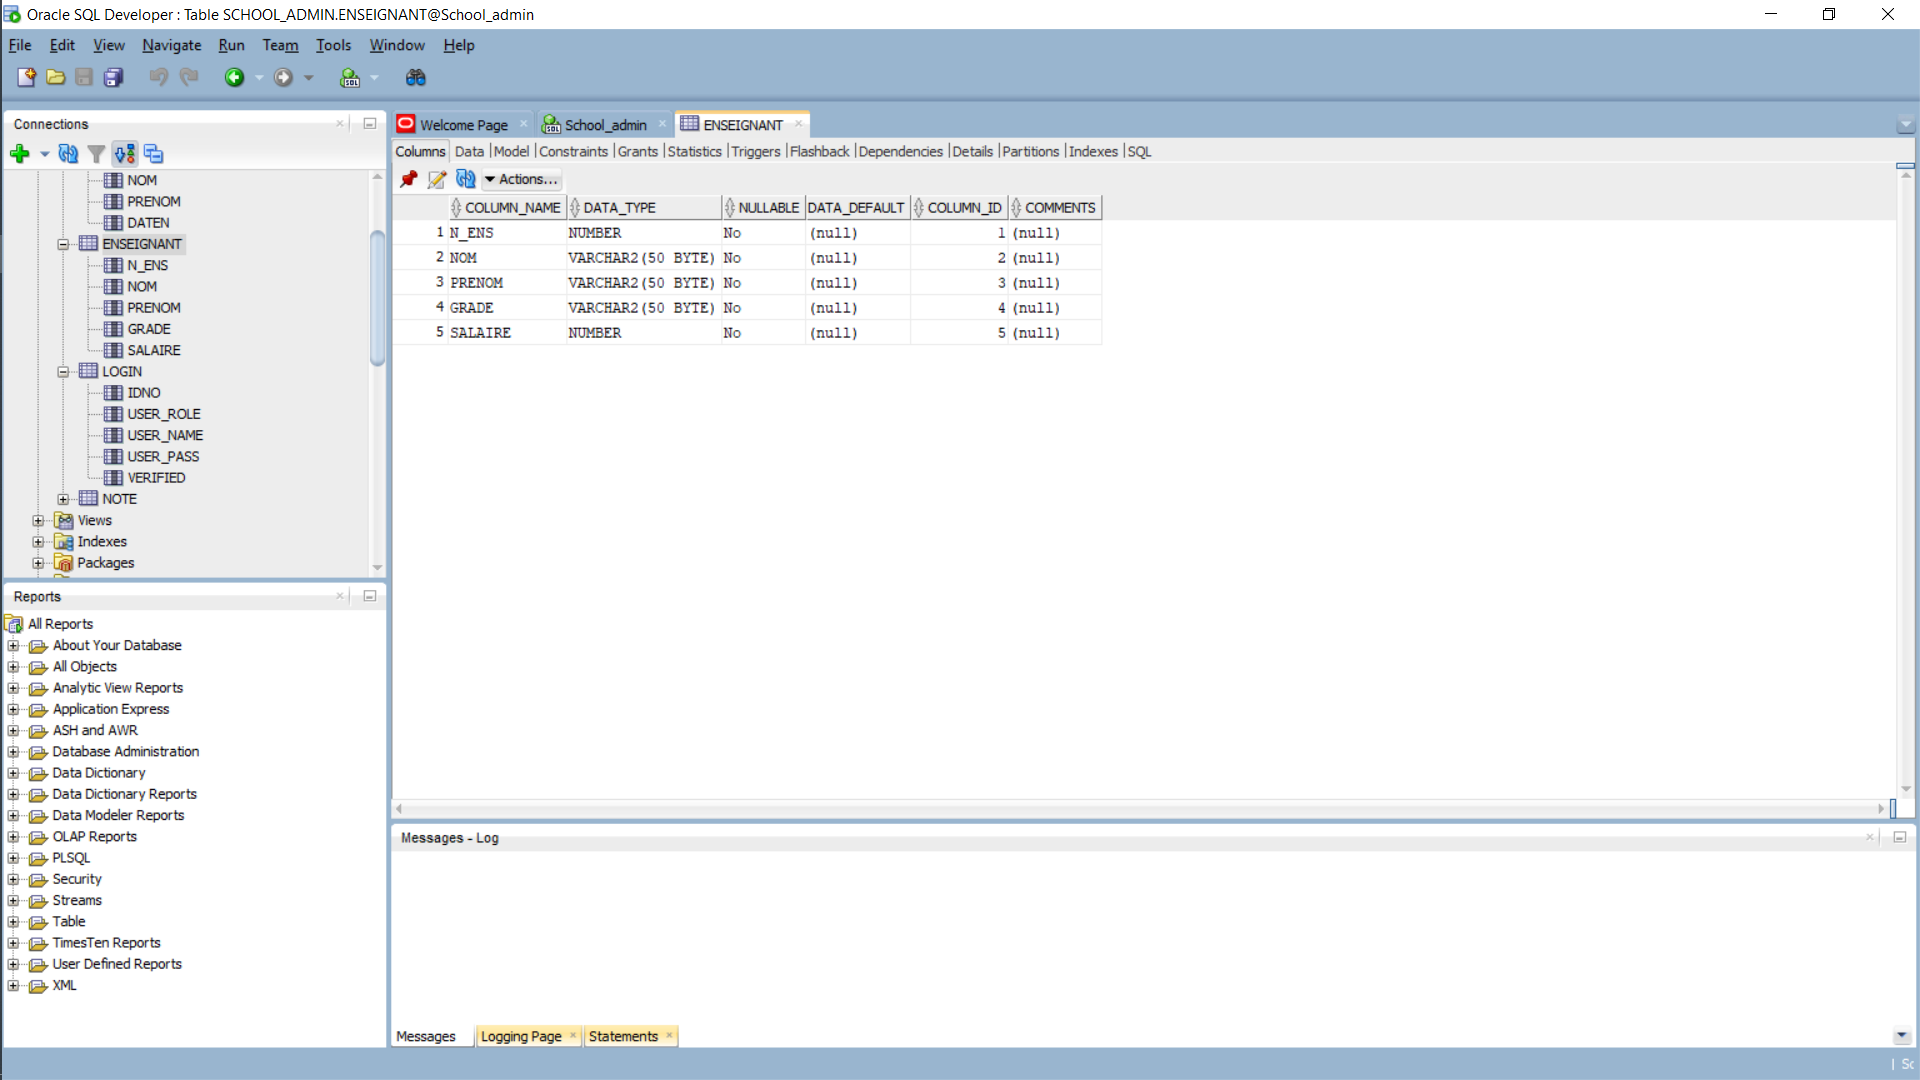 Oracle SQL Developer : Table SCHOOL_ADMIN.ENSEIGNANT@School_admin
File Edit View Navigate Run Team Tools Window Help
Connections
NOM
PRENOM
DATEN
ENSEIGNANT
N_ENS
NOM
PRENOM
GRADE
SALAIRE
LOGIN
IDNO
USER_ROLE
USER_NAME
USER_PASS
VERIFIED
NOTE
Views
Indexes
Packages
Reports
All Reports
About Your Database
All Objects
Analytic View Reports
Application Express
ASH and AWR
Database Administration
Data Dictionary
Data Dictionary Reports
Data Modeler Reports
OLAP Reports
PLSQL
Security
Streams
Table
TimesTen Reports
User Defined Reports
XML
Welcome Page School_admin ENSEIGNANT
Columns Data Model Constraints Grants Statistics Triggers Flashback Dependencies Details Partitions Indexes SQL
Actions...
COLUMN_NAME DATA_TYPE NULLABLE DATA_DEFAULT COLUMN_ID COMMENTS
1 N_ENS NUMBER No (null) 1 (null)
2 NOM VARCHAR2(50 BYTE) No (null) 2 (null)
3 PRENOM VARCHAR2(50 BYTE) No (null) 3 (null)
4 GRADE VARCHAR2(50 BYTE) No (null) 4 (null)
5 SALAIRE NUMBER No (null) 5 (null)
Messages - Log
Messages Logging Page Statements